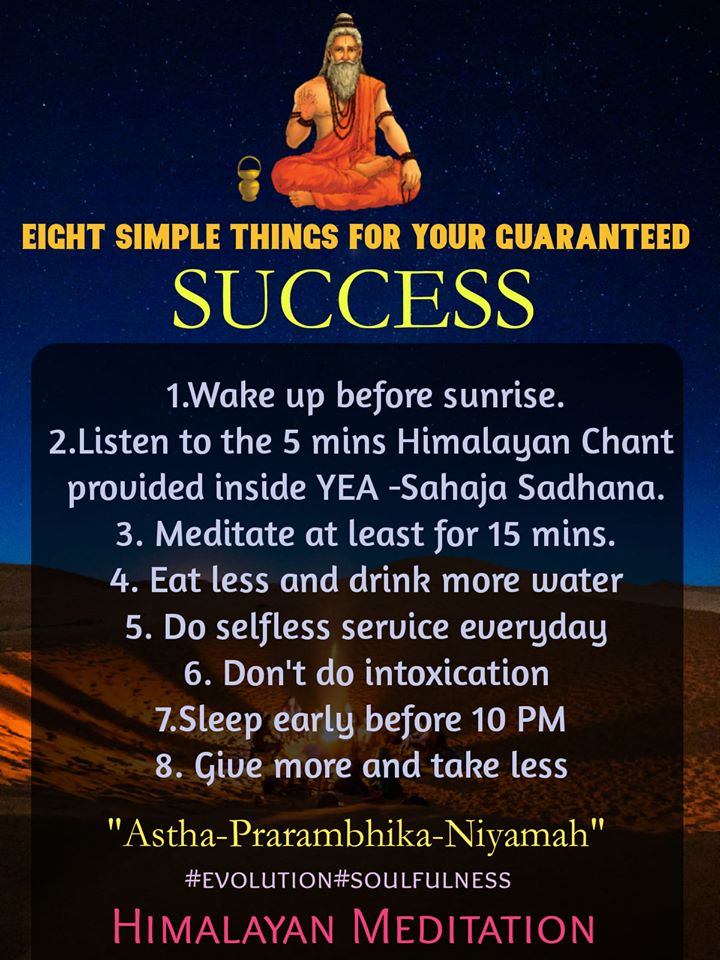 EIGHT SIMPLE THINGS FOR YOUR GUARANTEED
SUCCESS
1.Wake up before sunrise.
2.Listen to the 5 mins Himalayan Chant
provided inside YEA -Sahaja Sadhana.
3. Meditate at least for 15 mins.
4. Eat less and drink more water
5. Do selfless service everyday
6. Don't do intoxication
7.Sleep early before 10 PM
8. Give more and take less
"Astha-Prarambhika-Niyamah"
#EVOLUTION#SOULFULNESS
HIMALAYAN MEDITATION